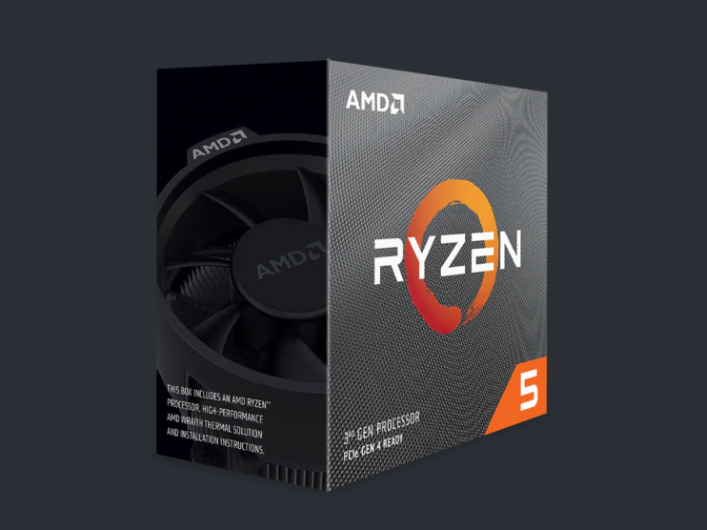 AMD
AMD
THIS BOX INCLUDES AN AMD RYZEN™
PROCESSOR, HIGH-PERFORMANCE
AMD WRAITH THERMAL SOLUTION
AND INSTALLATION INSTRUCTIONS.
AMD
RYZEN
5
3RD GEN PROCESSOR
PCIe GEN 4 READY